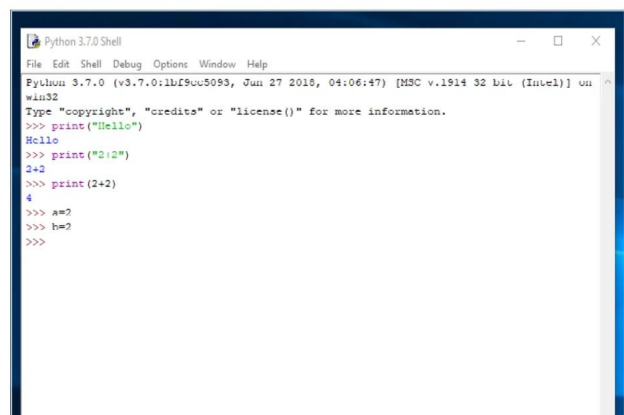 Python 3.7.0 Shell
File Edit Shell Debug Options Window Help
Python 3.7.0 (v3.7.0:1bf9cc5093, Jun 27 2018, 04:06:47) [MSC v.1914 32 bit (Intel)] on
win32
Type "copyright", "credits" or "license()" for more information.
>>> print("Hello")
Hello
>>> print("2+2")
2+2
>>> print(2+2)
4
>>> a=2
>>> b=2
>>>